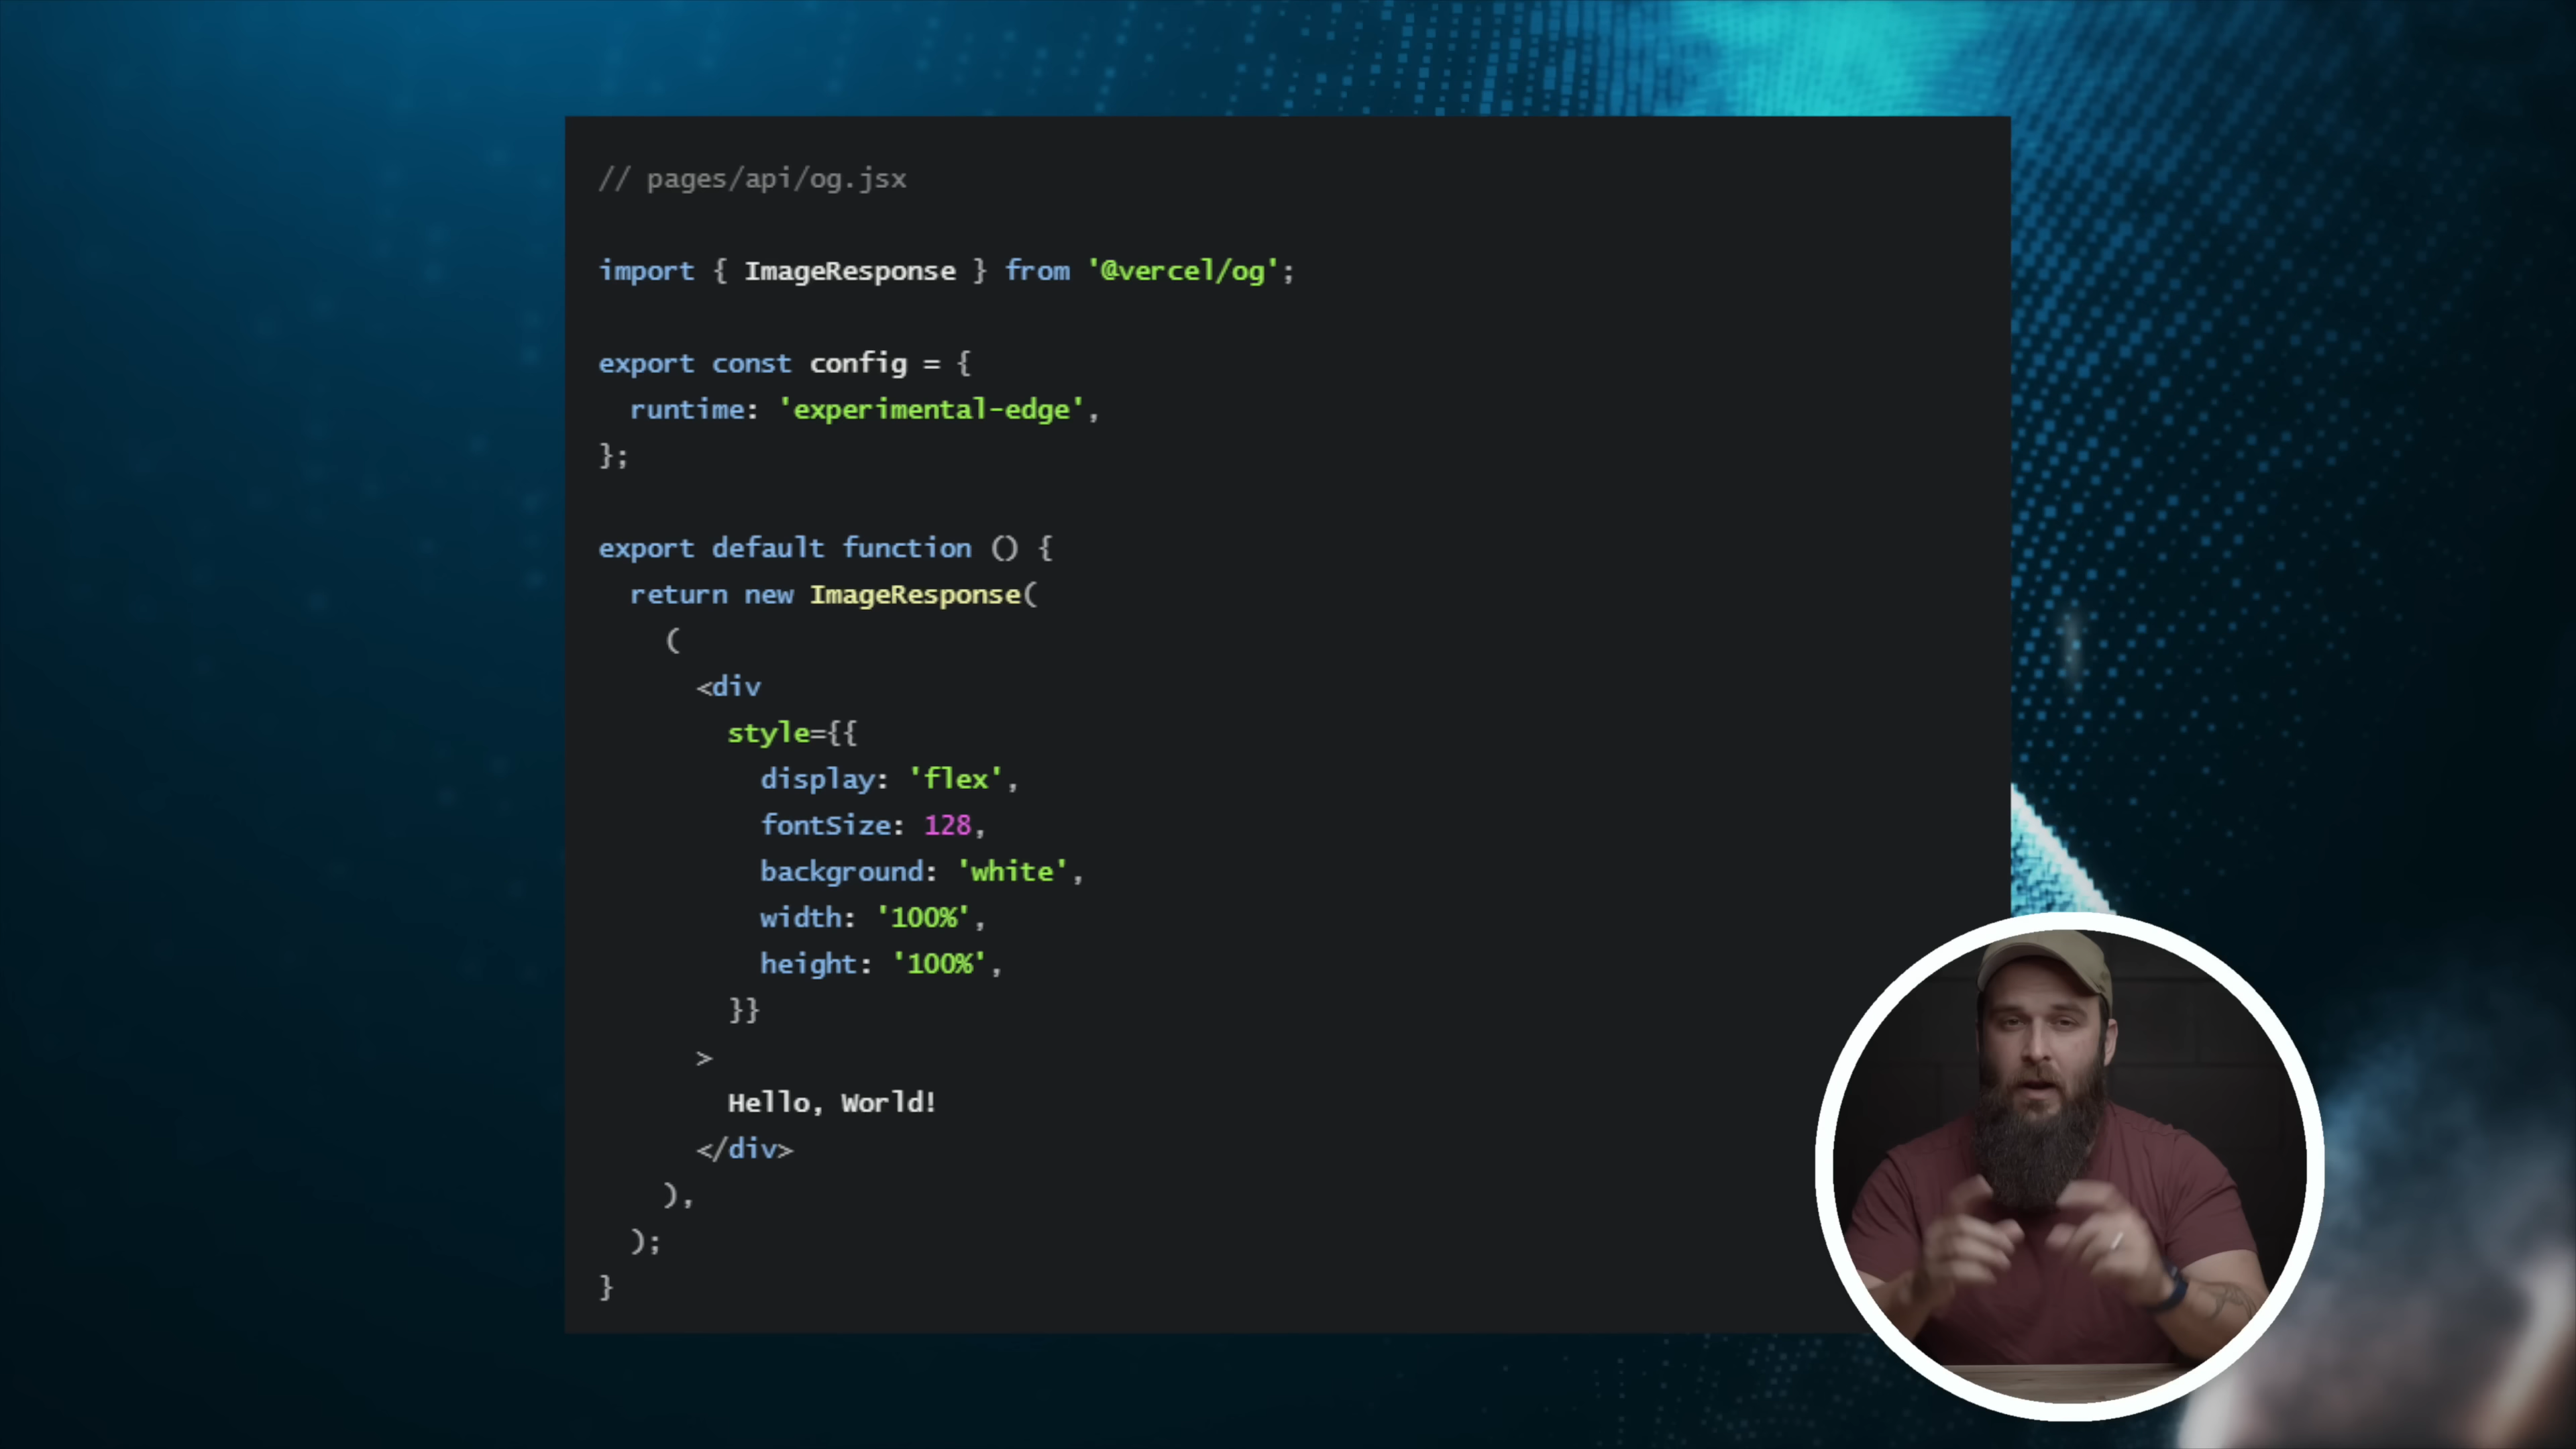 // pages/api/og.jsx
import { ImageResponse } from '@vercel/og';
export const config = {
runtime: 'experimental-edge',
};
export default function () {
return new ImageResponse(
(
<div
style={{
display: 'flex',
fontSize: 128,
background: 'white',
width: '100%',
height: '100%',
}}
>
Hello, World!
</div>
),
);
}